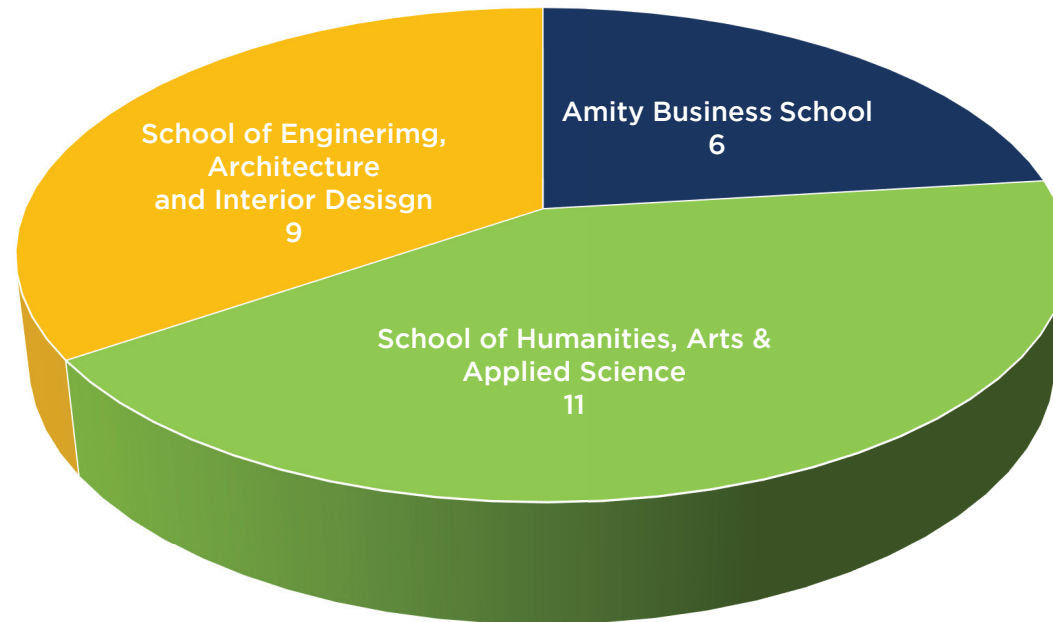 Amity Business School
6
School of Enginerimg,
Architecture
and Interior Desisgn
9
School of Humanities, Arts &
Applied Science
11